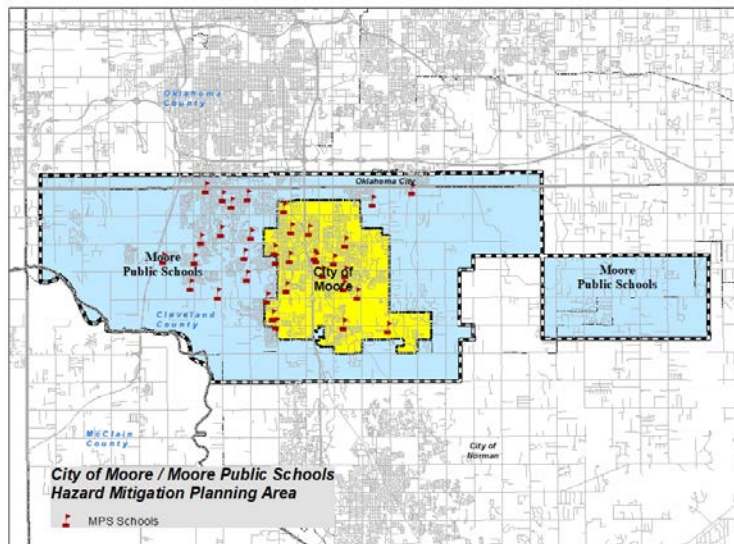 Oklahoma
County
Oklahoma City
Moore
Public Schools
City of
Moore
Moore
Public Schools
Cleveland
County
McClain
County
City of
Norman
City of Moore / Moore Public Schools
Hazard Mitigation Planning Area
MPS Schools